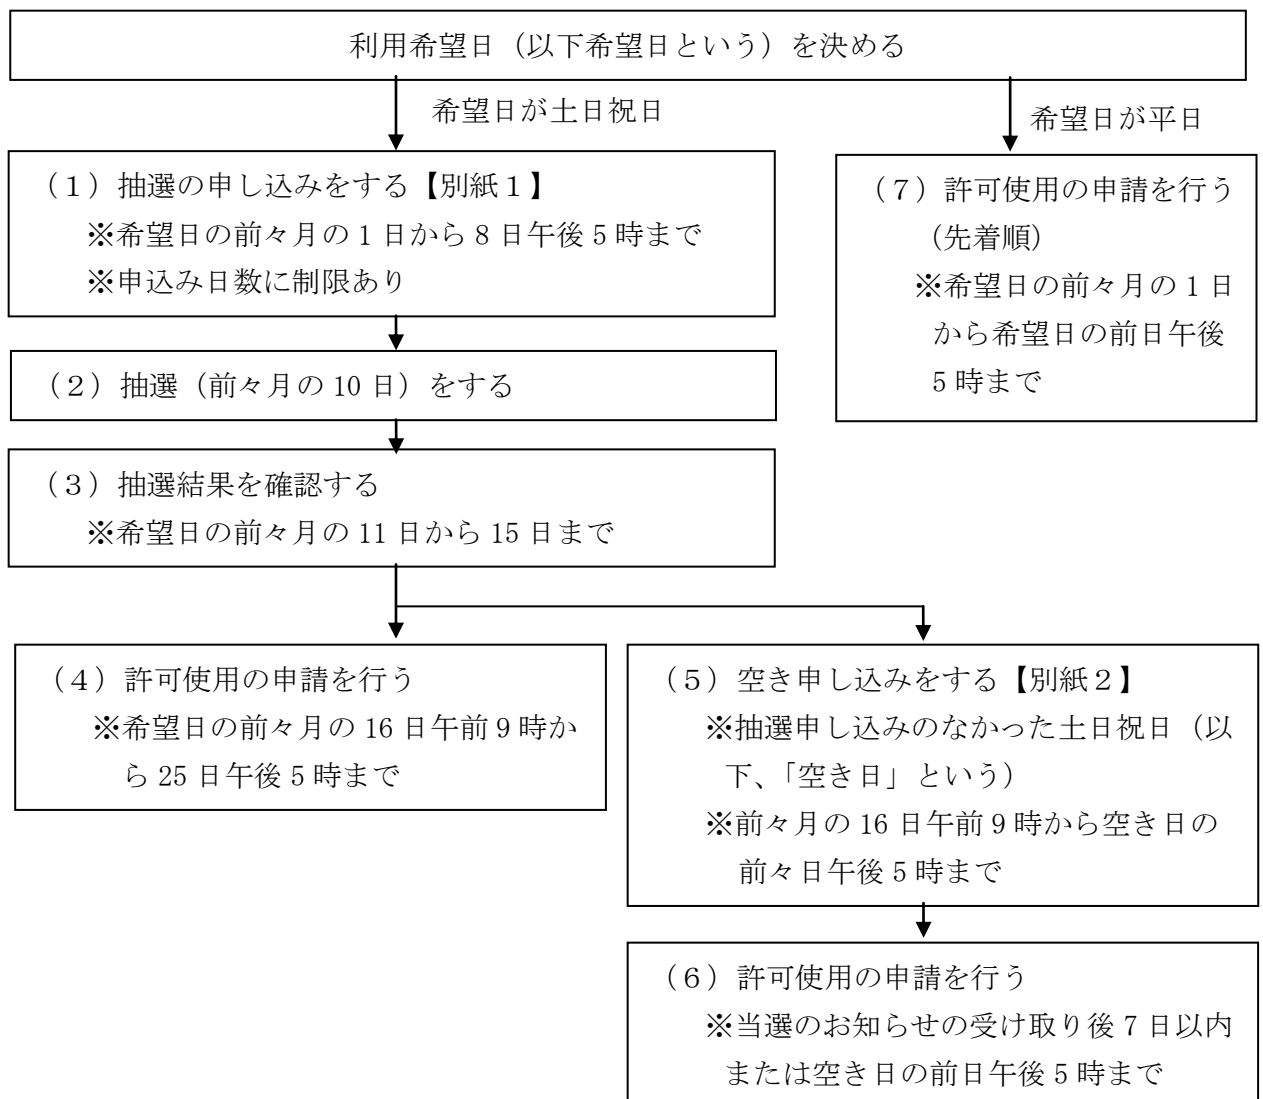 利用希望日（以下希望日という）を決める
希望日が土日祝日
希望日が平日
（１）抽選の申し込みをする【別紙１】
※希望日の前々月の 1 日から 8 日午後 5 時まで
※申込み日数に制限あり
（７）許可使用の申請を行う
（先着順）
※希望日の前々月の 1 日
から希望日の前日午後
5 時まで
（２）抽選（前々月の 10 日）をする
（３）抽選結果を確認する
※希望日の前々月の 11 日から 15 日まで
（４）許可使用の申請を行う
※希望日の前々月の 16 日午前 9 時か
ら 25 日午後 5 時まで
（５）空き申し込みをする【別紙２】
※抽選申し込みのなかった土日祝日（以
下、「空き日」という）
※前々月の 16 日午前 9 時から空き日の
前々日午後 5 時まで
（６）許可使用の申請を行う
※当選のお知らせの受け取り後 7 日以内
または空き日の前日午後 5 時まで